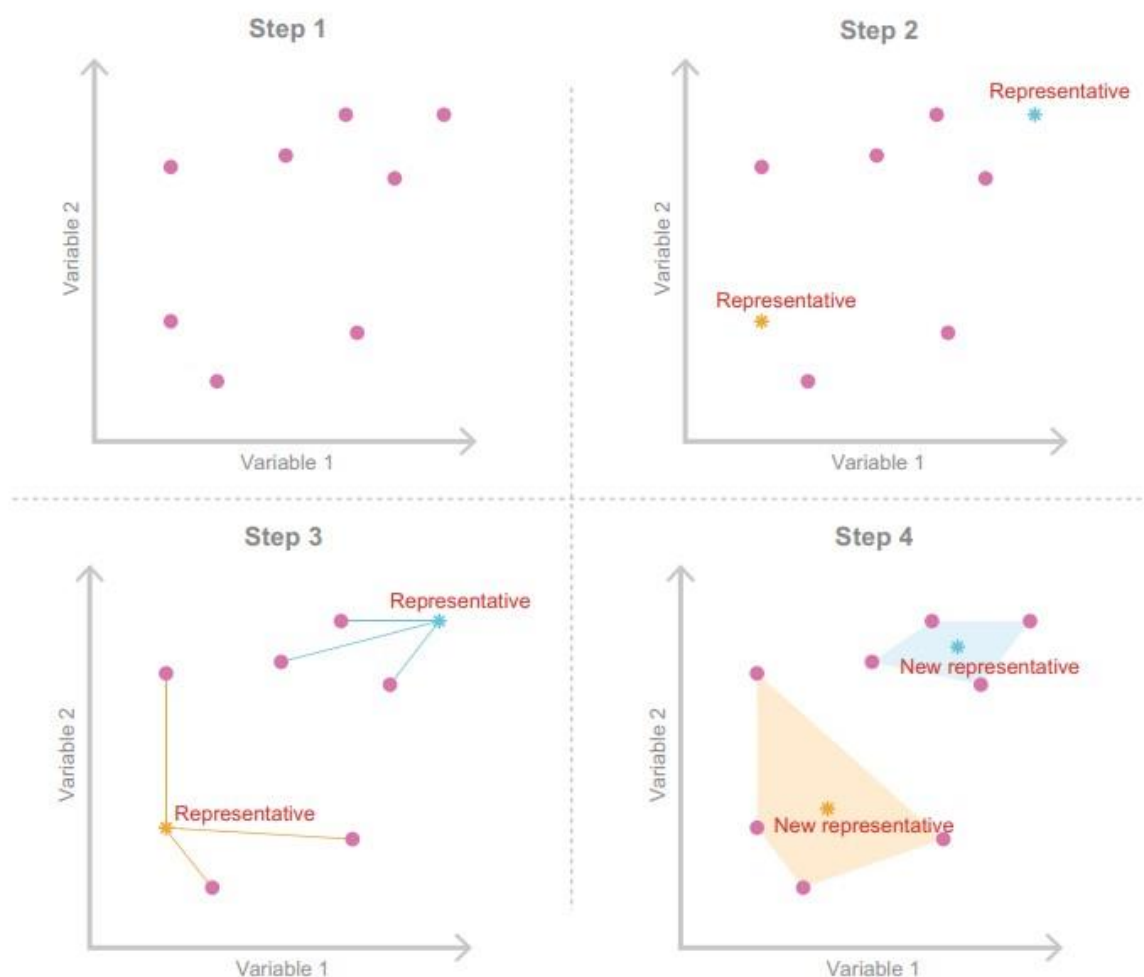 Step 1
Variable 2
Variable 1
Step 2
Representative
Representative
Variable 2
Variable 1
Step 3
Representative
Representative
Variable 2
Variable 1
Step 4
New representative
New representative
Variable 2
Variable 1